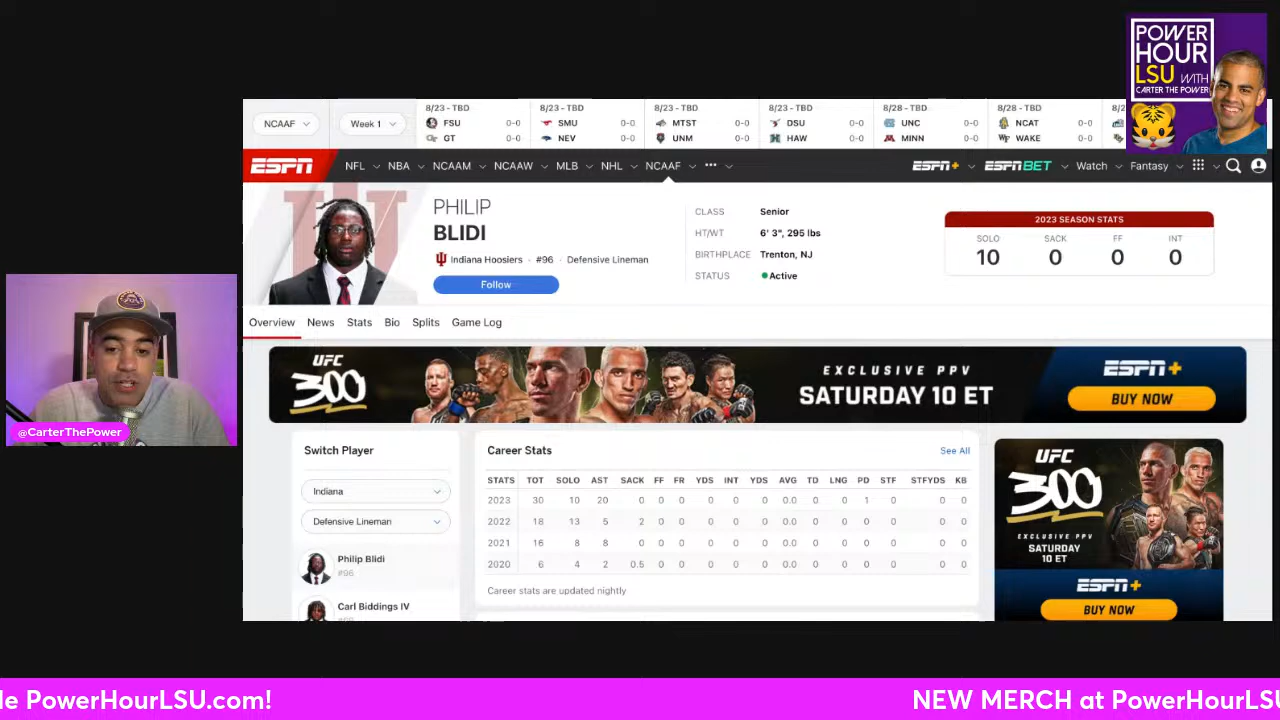 POWER
HOUR
LSU WITH
CARTER THE POWER
NCAAF
Week 1
8/23 - TBD
FSU 0-0
GT 0-0
8/23 - TBD
SMU 0-0
NEV 0-0
8/23 - TBD
MTST 0-0
UNM 0-0
8/23 - TBD
DSU 0-0
HAW 0-0
8/28 - TBD
UNC 0-0
MINN 0-0
8/28 - TBD
NCAT 0-0
WAKE 0-0
ESPN NFL NBA NCAAM NCAAW MLB NHL NCAAF ••• ESPN+ ESPN BET Watch Fantasy
PHILIP
BLIDI
Indiana Hoosiers · #96 · Defensive Lineman
Follow
CLASS Senior
HT/WT 6' 3", 295 lbs
BIRTHPLACE Trenton, NJ
STATUS Active
2023 SEASON STATS
SOLO SACK FF INT
10 0 0 0
Overview News Stats Bio Splits Game Log
UFC
300
EXCLUSIVE PPV
SATURDAY 10 ET
ESPN+
BUY NOW
@CarterThePower
Switch Player
Indiana
Defensive Lineman
Philip Blidi
#96
Carl Biddings IV
Career Stats See All
STATS TOT SOLO AST SACK FF FR YDS INT YDS AVG TD LNG PD STF STFYDS KB
2023 30 10 20 0 0 0 0 0 0 0.0 0 0 1 0 0 0
2022 18 13 5 2 0 0 0 0 0 0.0 0 0 0 0 0 0
2021 16 8 8 0 0 0 0 0 0 0.0 0 0 0 0 0 0
2020 6 4 2 0.5 0 0 0 0 0 0.0 0 0 0 0 0 0
Career stats are updated nightly
UFC
300
EXCLUSIVE PPV
SATURDAY
10 ET
ESPN+
BUY NOW
le PowerHourLSU.com! NEW MERCH at PowerHourLSU